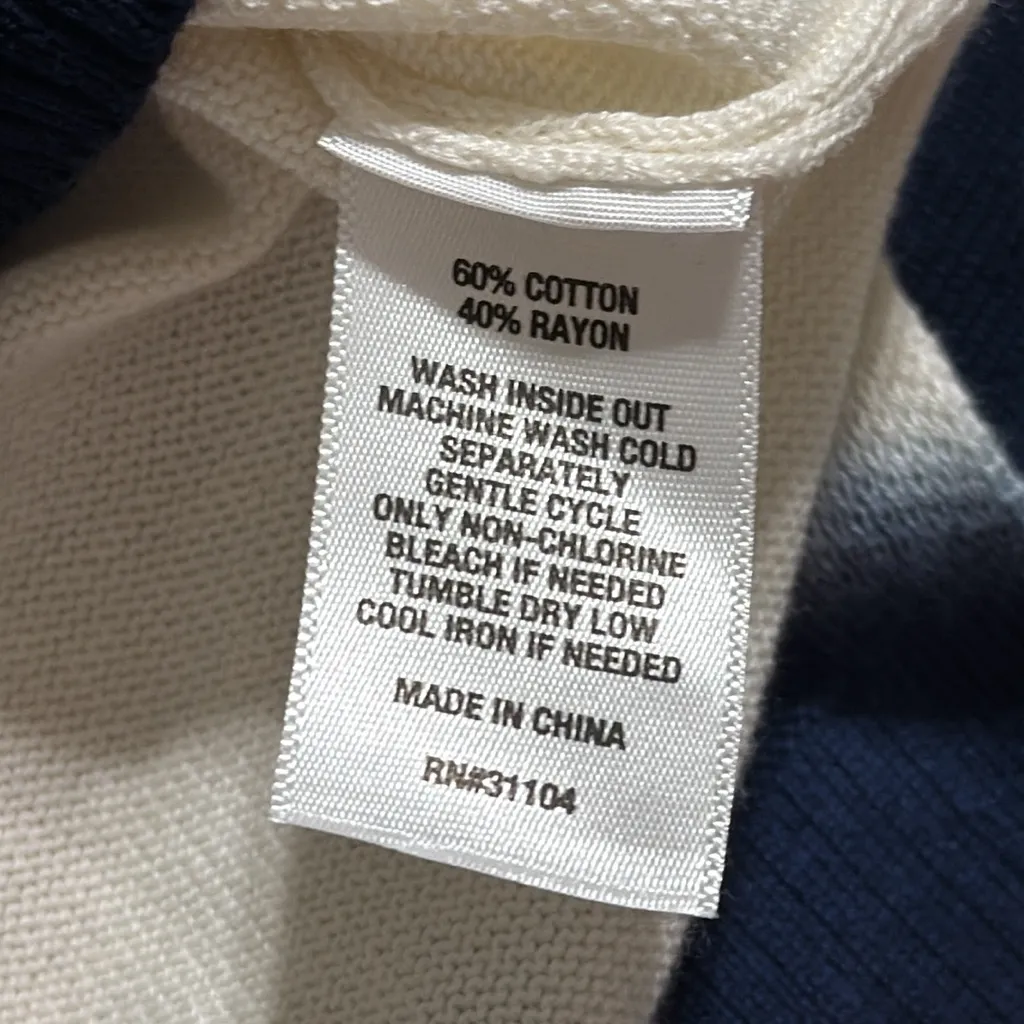 60% COTTON
40% RAYON
WASH INSIDE OUT
MACHINE WASH COLD
SEPARATELY
GENTLE CYCLE
ONLY NON-CHLORINE
BLEACH IF NEEDED
TUMBLE DRY LOW
COOL IRON IF NEEDED
MADE IN CHINA
RN#31104